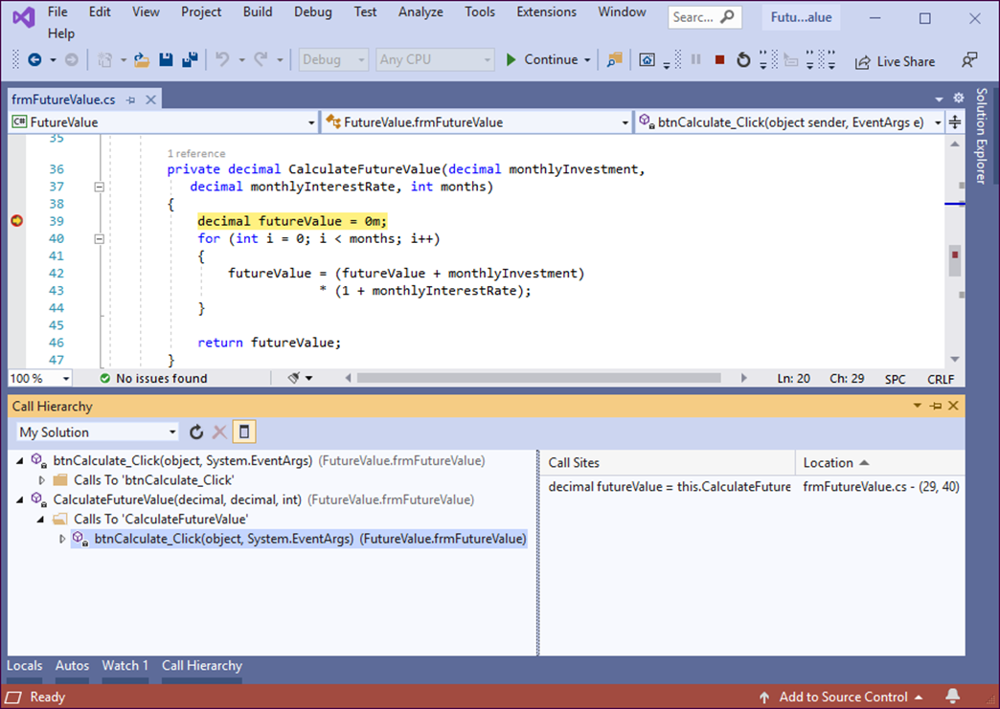 File Edit View Project Build Debug Test Analyze Tools Extensions Window Search... Futu...alue
Help
Debug Any CPU Continue Live Share
frmFutureValue.cs
C# FutureValue FutureValue.frmFutureValue btnCalculate_Click(object sender, EventArgs e)
Solution Explorer
35
1 reference
36 private decimal CalculateFutureValue(decimal monthlyInvestment,
37 decimal monthlyInterestRate, int months)
38 {
39 decimal futureValue = 0m;
40 for (int i = 0; i < months; i++)
41 {
42 futureValue = (futureValue + monthlyInvestment)
43 * (1 + monthlyInterestRate);
44 }
45
46 return futureValue;
47 }
100 % No issues found Ln: 20 Ch: 29 SPC CRLF
Call Hierarchy
My Solution
btnCalculate_Click(object, System.EventArgs) (FutureValue.frmFutureValue)
Calls To 'btnCalculate_Click'
CalculateFutureValue(decimal, decimal, int) (FutureValue.frmFutureValue)
Calls To 'CalculateFutureValue'
btnCalculate_Click(object, System.EventArgs) (FutureValue.frmFutureValue)
Call Sites Location
decimal futureValue = this.CalculateFuture frmFutureValue.cs - (29, 40)
Locals Autos Watch 1 Call Hierarchy
Ready Add to Source Control